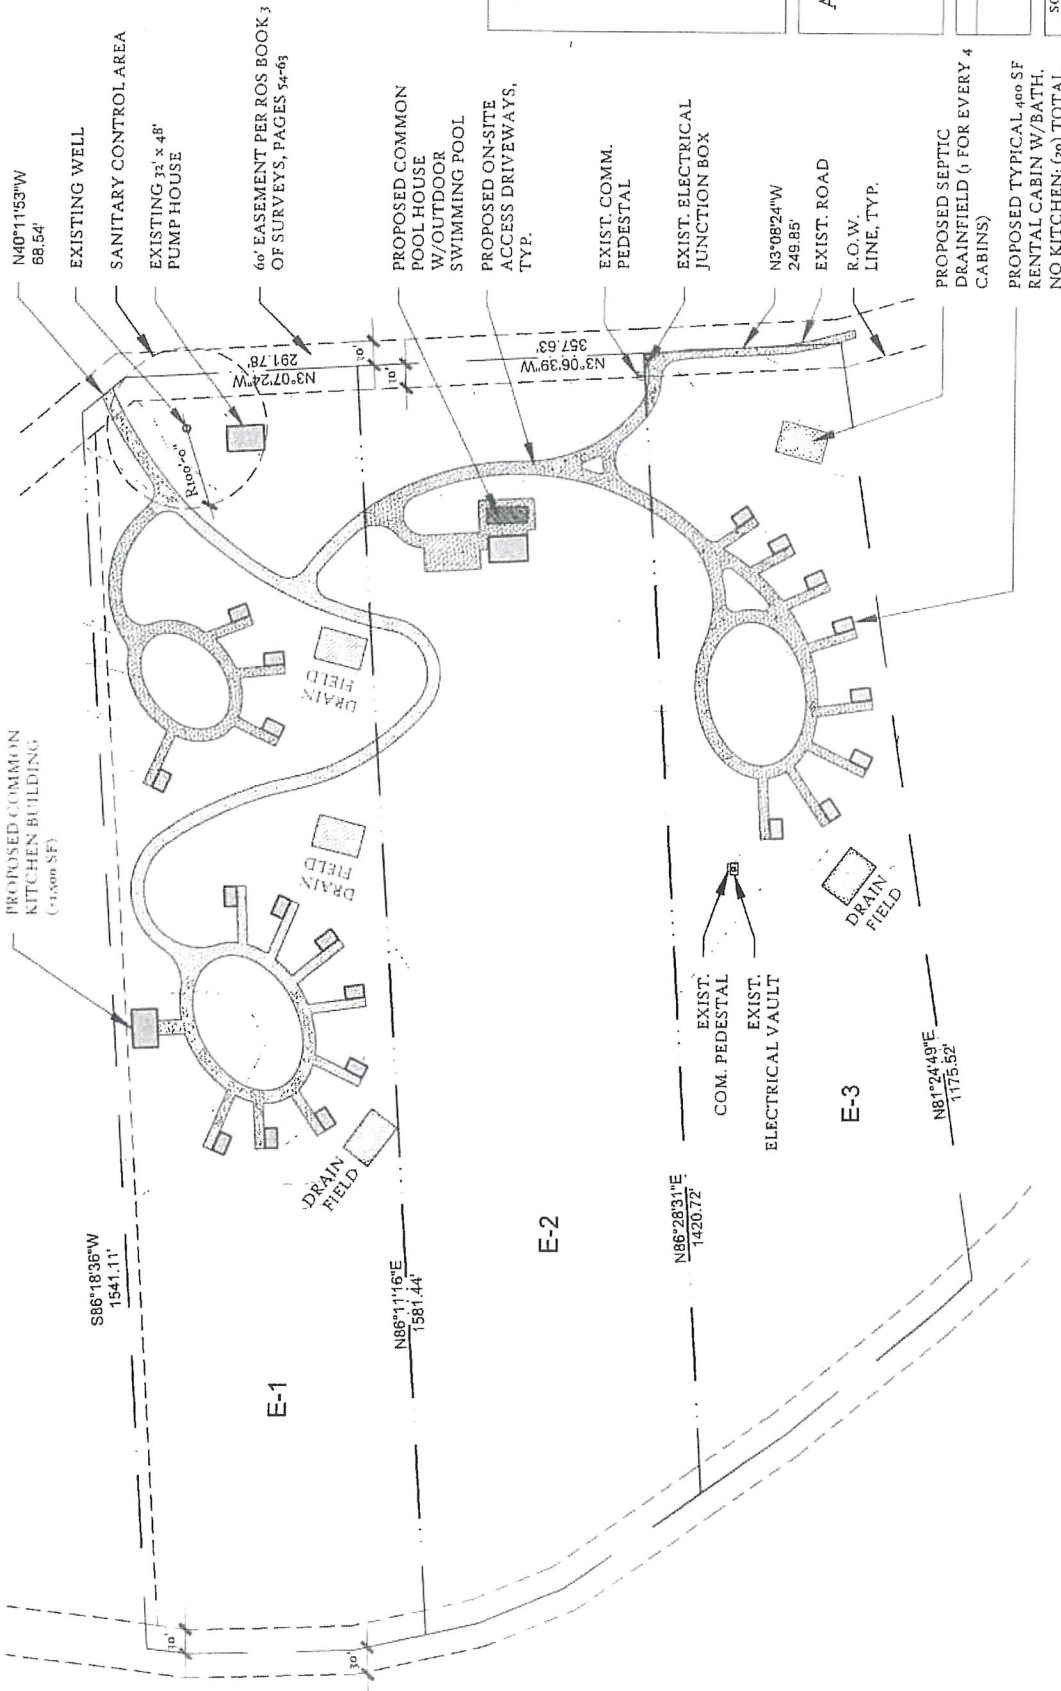 N40°11'53"W
68.54'
EXISTING WELL
SANITARY CONTROL AREA
EXISTING 32' x 48'
PUMP HOUSE
60' EASEMENT PER ROS BOOK 3
OF SURVEYS, PAGES 54-63
PROPOSED COMMON
POOL HOUSE
W/OUTDOOR
SWIMMING POOL
PROPOSED ON-SITE
ACCESS DRIVEWAYS,
TYP.
EXIST. COMM.
PEDESTAL
EXIST. ELECTRICAL
JUNCTION BOX
N3°08'24"W
249.85'
EXIST. ROAD
R.O.W.
LINE, TYP.
PROPOSED SEPTIC
DRAINFIELD (1 FOR EVERY 4
CABINS)
PROPOSED TYPICAL 400 SF
RENTAL CABIN W/BATH.
NO KITCHEN; (20) TOTAL
291.78'
N3°07'24"W
30'
30'
357.63'
N3°06'39"W
R100'-0"
PROPOSED COMMON
KITCHEN BUILDING
DRAIN
FIELD
DRAIN
FIELD
DRAIN
FIELD
DRAIN
FIELD
EXIST.
COM. PEDESTAL
EXIST.
ELECTRICAL VAULT
S86°18'36"W
1541.11'
E-1
N86°11'16"E
1581.44'
E-2
N86°28'31"E
1420.72'
E-3
N81°24'49"E
1175.52'
30'
30'
A